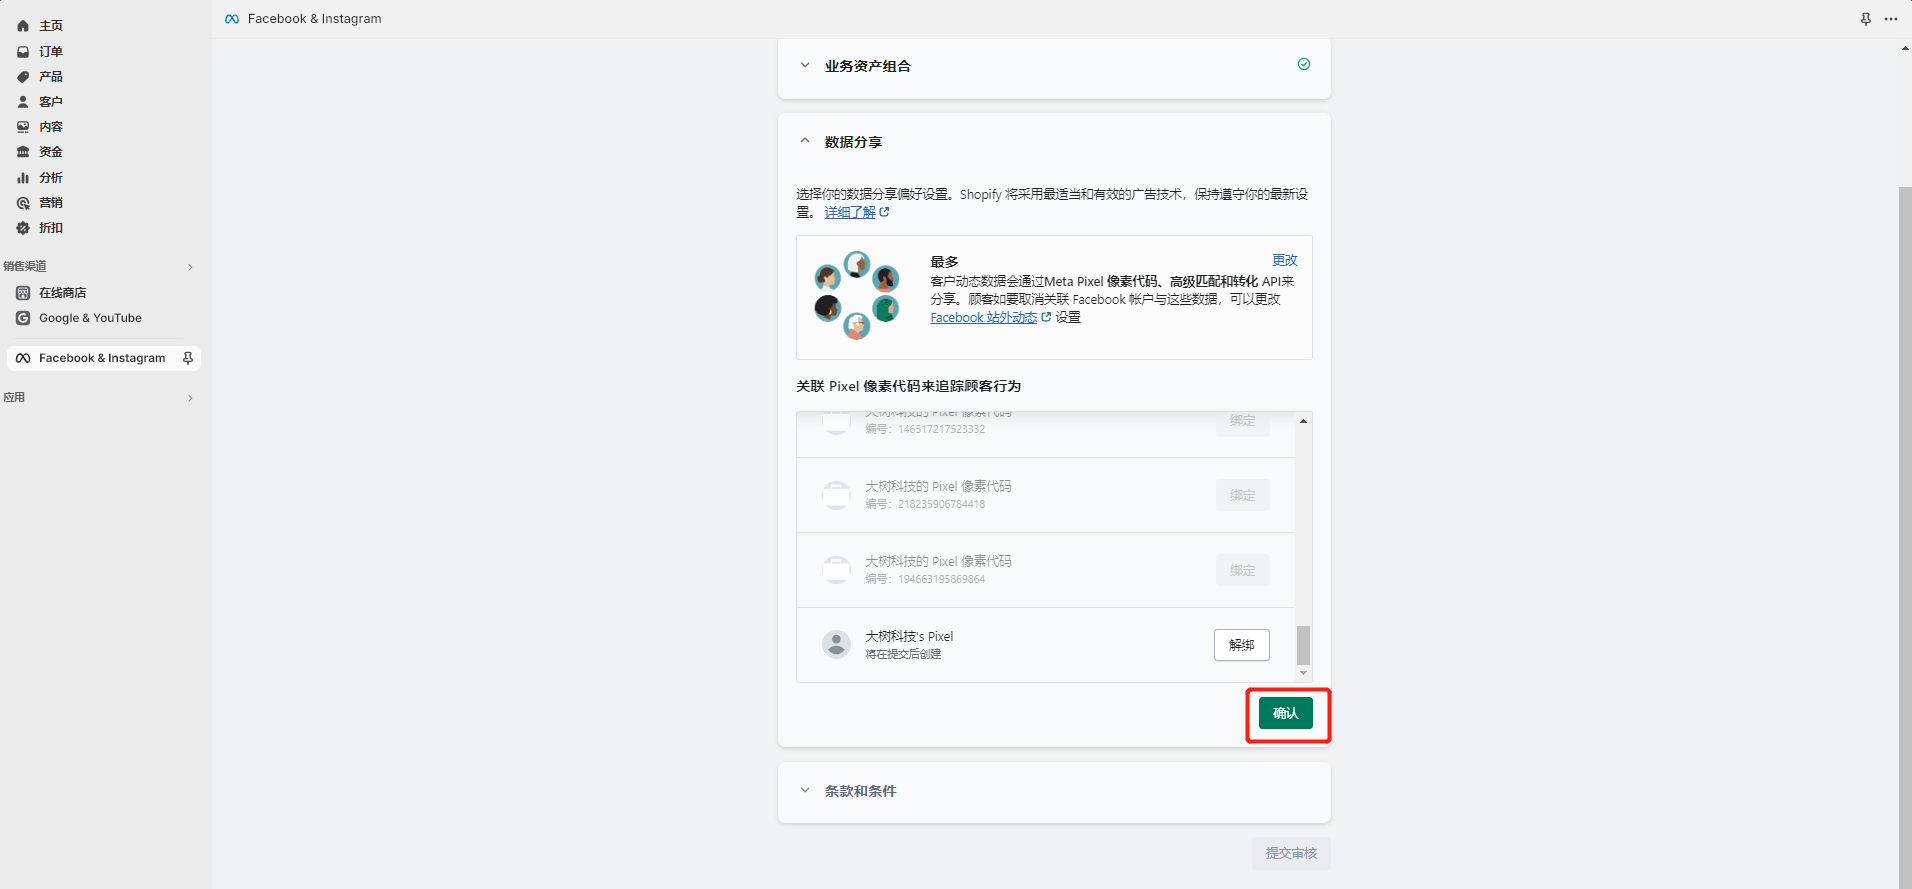 主页
订单
产品
客户
内容
资金
分析
营销
折扣
销售渠道
在线商店
Google & YouTube
Facebook & Instagram
应用
Facebook & Instagram
业务资产组合
数据分享
选择你的数据分享偏好设置。Shopify 将采用最适当和有效的广告技术，保持遵守你的最新设
置。 详细了解
最多
更改
客户动态数据会通过Meta Pixel 像素代码、高级匹配和转化 API来
分享。顾客如要取消关联 Facebook 帐户与这些数据，可以更改
Facebook 站外动态 设置
关联 Pixel 像素代码来追踪顾客行为
大树科技的 Pixel 像素代码
编号：146517217523332
绑定
大树科技的 Pixel 像素代码
编号：218235906784418
绑定
大树科技的 Pixel 像素代码
编号：194663195869864
绑定
大树科技's Pixel
将在提交后创建
解绑
确认
条款和条件
提交审核